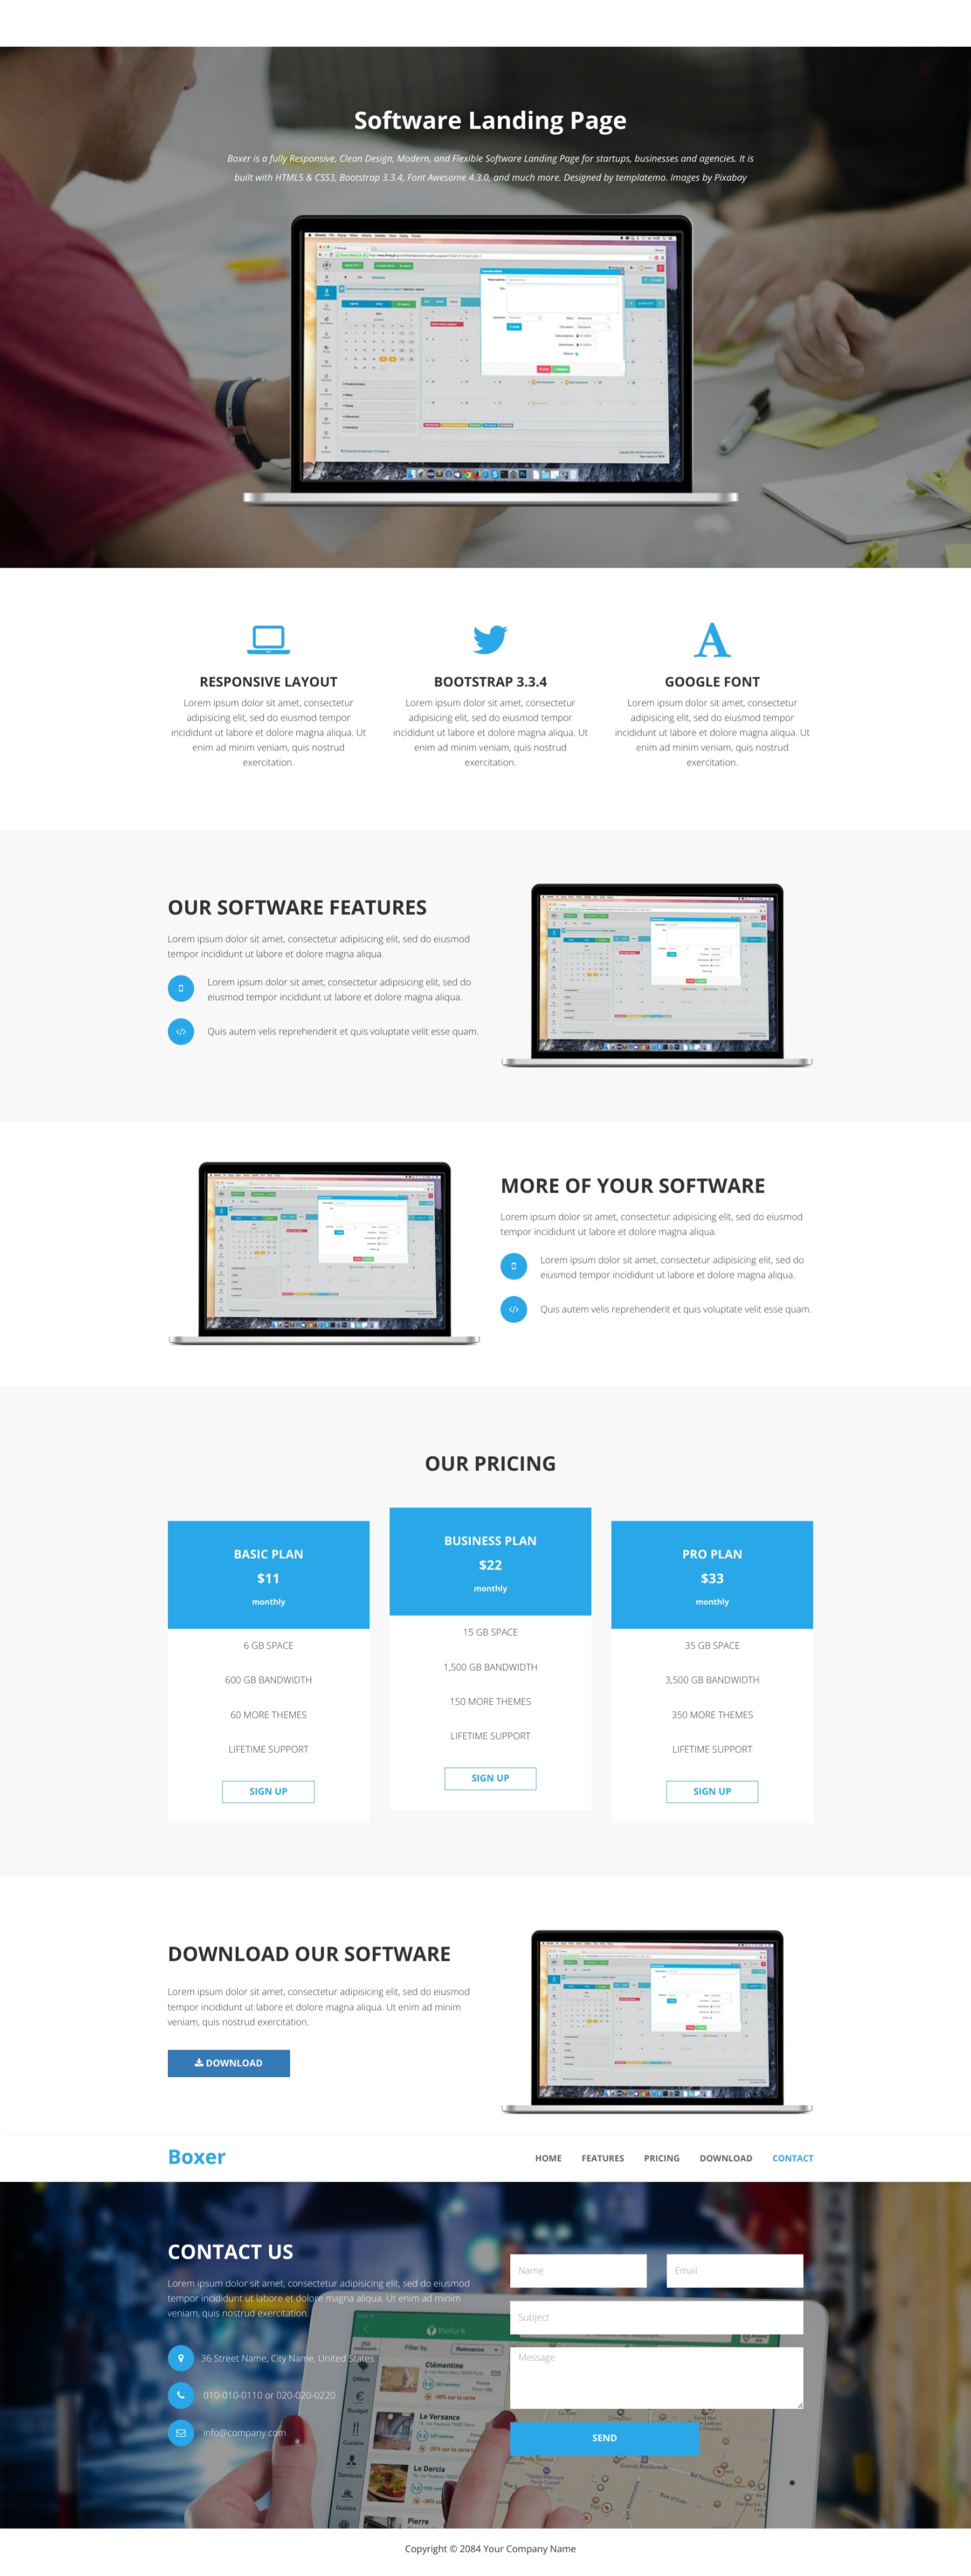 Software Landing Page
Boxer is a fully Responsive, Clean Design, Modern, and Flexible Software Landing Page for startups, businesses and agencies. It is
built with HTML5 & CSS3, Bootstrap 3.3.4, Font Awesome 4.3.0, and much more. Designed by templatemo. Images by Pixabay
RESPONSIVE LAYOUT
Lorem ipsum dolor sit amet, consectetur
adipisicing elit, sed do eiusmod tempor
incididunt ut labore et dolore magna aliqua. Ut
enim ad minim veniam, quis nostrud
exercitation.
BOOTSTRAP 3.3.4
Lorem ipsum dolor sit amet, consectetur
adipisicing elit, sed do eiusmod tempor
incididunt ut labore et dolore magna aliqua. Ut
enim ad minim veniam, quis nostrud
exercitation.
GOOGLE FONT
Lorem ipsum dolor sit amet, consectetur
adipisicing elit, sed do eiusmod tempor
incididunt ut labore et dolore magna aliqua. Ut
enim ad minim veniam, quis nostrud
exercitation.
OUR SOFTWARE FEATURES
Lorem ipsum dolor sit amet, consectetur adipisicing elit, sed do eiusmod
tempor incididunt ut labore et dolore magna aliqua.
Lorem ipsum dolor sit amet, consectetur adipisicing elit, sed do
eiusmod tempor incididunt ut labore et dolore magna aliqua.
Quis autem velis reprehenderit et quis voluptate velit esse quam.
MORE OF YOUR SOFTWARE
Lorem ipsum dolor sit amet, consectetur adipisicing elit, sed do eiusmod
tempor incididunt ut labore et dolore magna aliqua.
Lorem ipsum dolor sit amet, consectetur adipisicing elit, sed do
eiusmod tempor incididunt ut labore et dolore magna aliqua.
Quis autem velis reprehenderit et quis voluptate velit esse quam.
OUR PRICING
BASIC PLAN
$11
monthly
6 GB SPACE
600 GB BANDWIDTH
60 MORE THEMES
LIFETIME SUPPORT
SIGN UP
BUSINESS PLAN
$22
monthly
15 GB SPACE
1,500 GB BANDWIDTH
150 MORE THEMES
LIFETIME SUPPORT
SIGN UP
PRO PLAN
$33
monthly
35 GB SPACE
3,500 GB BANDWIDTH
350 MORE THEMES
LIFETIME SUPPORT
SIGN UP
DOWNLOAD OUR SOFTWARE
Lorem ipsum dolor sit amet, consectetur adipisicing elit, sed do eiusmod
tempor incididunt ut labore et dolore magna aliqua. Ut enim ad minim
veniam, quis nostrud exercitation.
DOWNLOAD
Boxer
HOME FEATURES PRICING DOWNLOAD CONTACT
CONTACT US
Lorem ipsum dolor sit amet, consectetur adipisicing elit, sed do eiusmod
tempor incididunt ut labore et dolore magna aliqua. Ut enim ad minim
veniam, quis nostrud exercitation.
36 Street Name, City Name, United States
010-010-0110 or 020-020-0220
info@company.com
Name
Email
Subject
Message
SEND
thefork
Filter by
Relevance
Clémentine
Le Versance
Le Dorcia
Pierre
Offers
Budget
Cuisine
Services
Guides
Copyright © 2084 Your Company Name